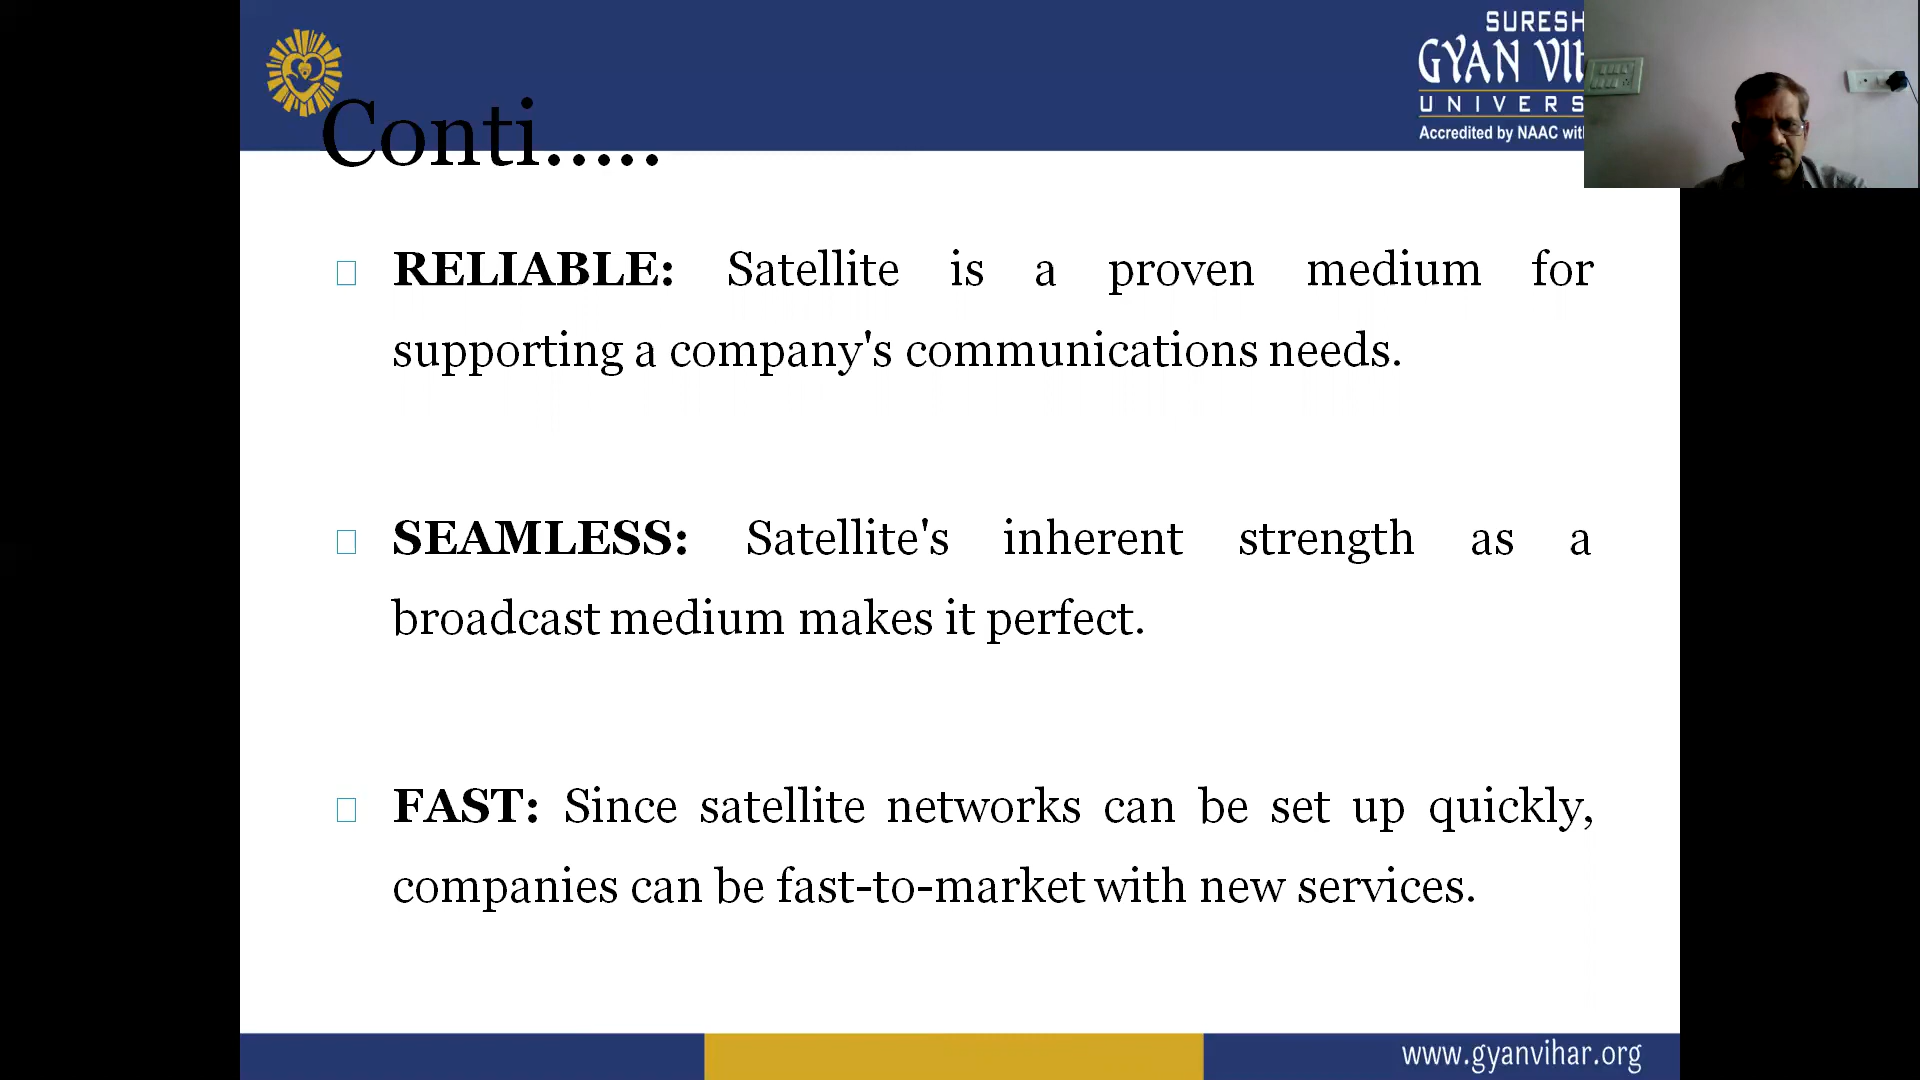 SURESH
GYAN VIH
UNIVERS
Accredited by NAAC with
Conti.....
RELIABLE: Satellite is a proven medium for
supporting a company's communications needs.
SEAMLESS: Satellite's inherent strength as a
broadcast medium makes it perfect.
FAST: Since satellite networks can be set up quickly,
companies can be fast-to-market with new services.
www.gyanvihar.org